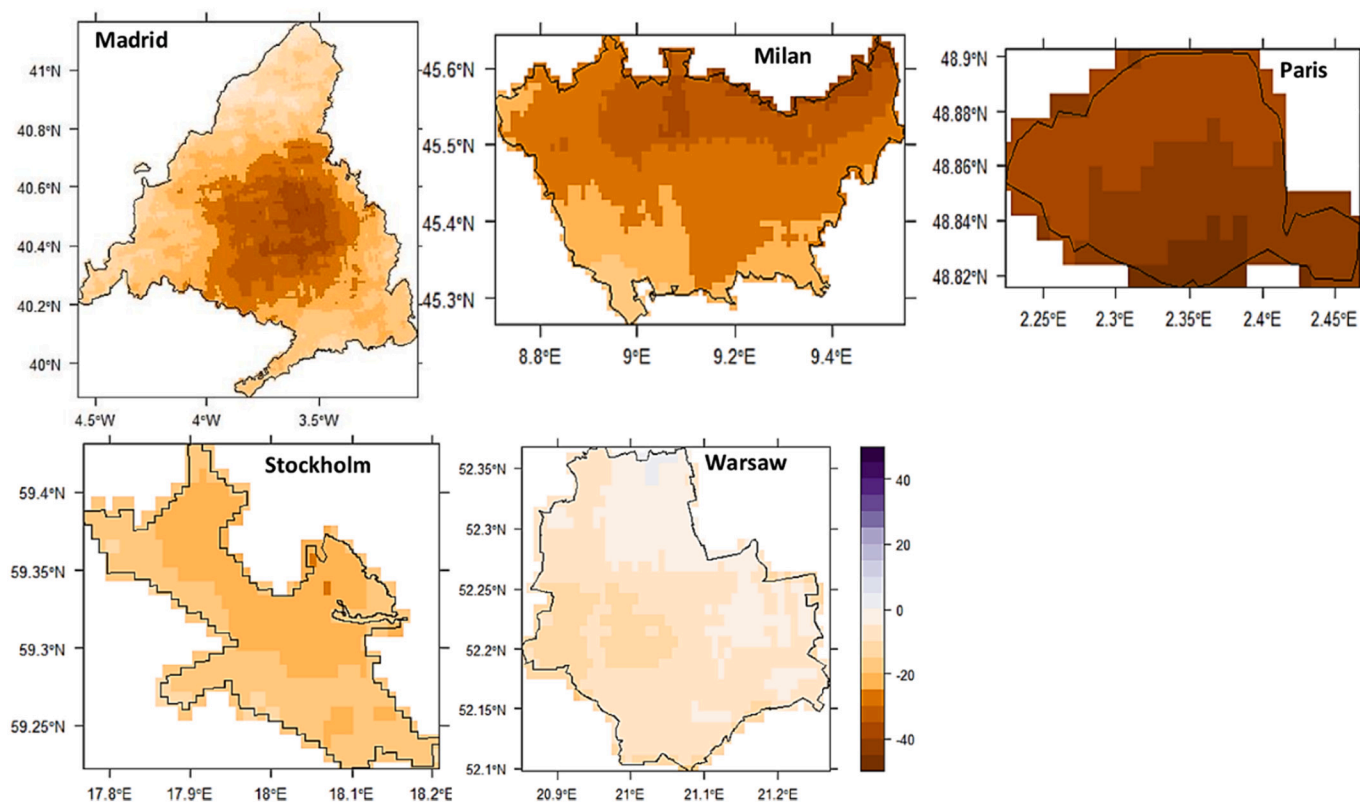 Madrid
41°N
40.8°N
40.6°N
40.4°N
40.2°N
40°N
4.5°W 4°W 3.5°W
Milan
45.6°N
45.5°N
45.4°N
45.3°N
8.8°E 9°E 9.2°E 9.4°E
Paris
48.9°N
48.88°N
48.86°N
48.84°N
48.82°N
2.25°E 2.3°E 2.35°E 2.4°E 2.45°E
Stockholm
59.4°N
59.35°N
59.3°N
59.25°N
17.8°E 17.9°E 18°E 18.1°E 18.2°E
Warsaw
52.35°N
52.3°N
52.25°N
52.2°N
52.15°N
52.1°N
20.9°E 21°E 21.1°E 21.2°E
40
20
0
-20
-40